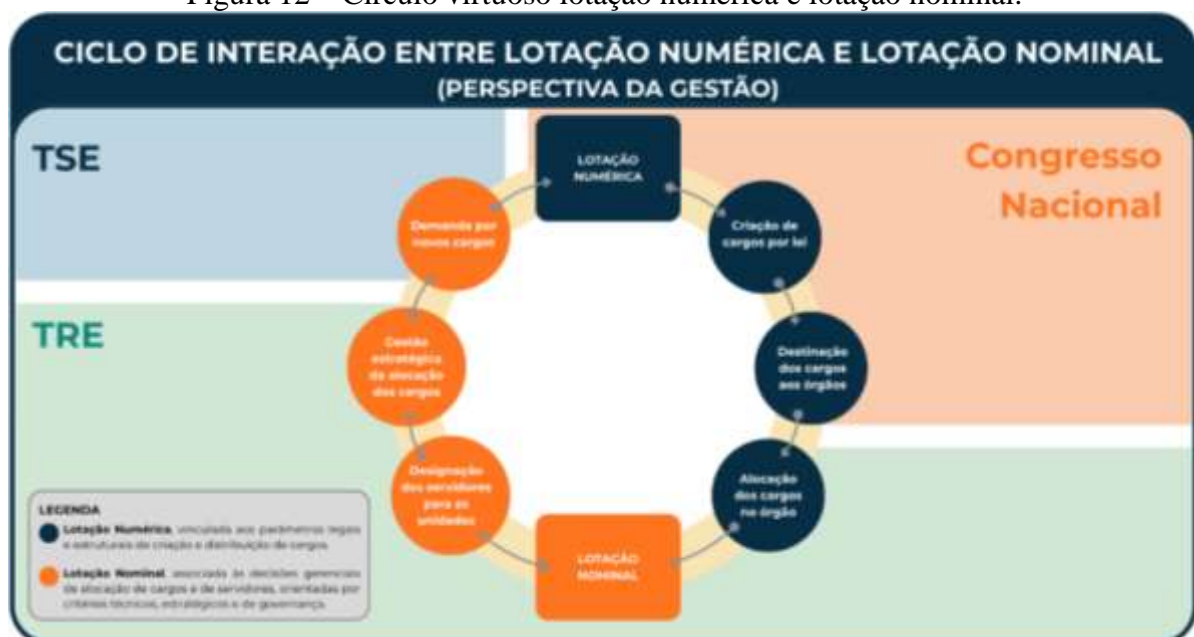 Figura 12 – Círculo virtuoso lotação numérica e lotação nominal.
CICLO DE INTERAÇÃO ENTRE LOTAÇÃO NUMÉRICA E LOTAÇÃO NOMINAL
(PERSPECTIVA DA GESTÃO)
TSE
Congresso
Nacional
LOTAÇÃO
NUMÉRICA
Demanda por
novos cargos
Criação de
cargos por lei
TRE
Gestão
estratégica
da alocação
dos cargos
Destinação
dos cargos
aos órgãos
Designação
dos servidores
para as
unidades
Alocação
dos cargos
no órgão
LOTAÇÃO
NOMINAL
LEGENDA
Lotação Numérica, vinculada aos parâmetros legais
e estruturais de criação e distribuição de cargos.
Lotação Nominal, associada às decisões gerenciais
de alocação de cargos e de servidores, orientadas por
critérios técnicos, estratégicos e de governança.